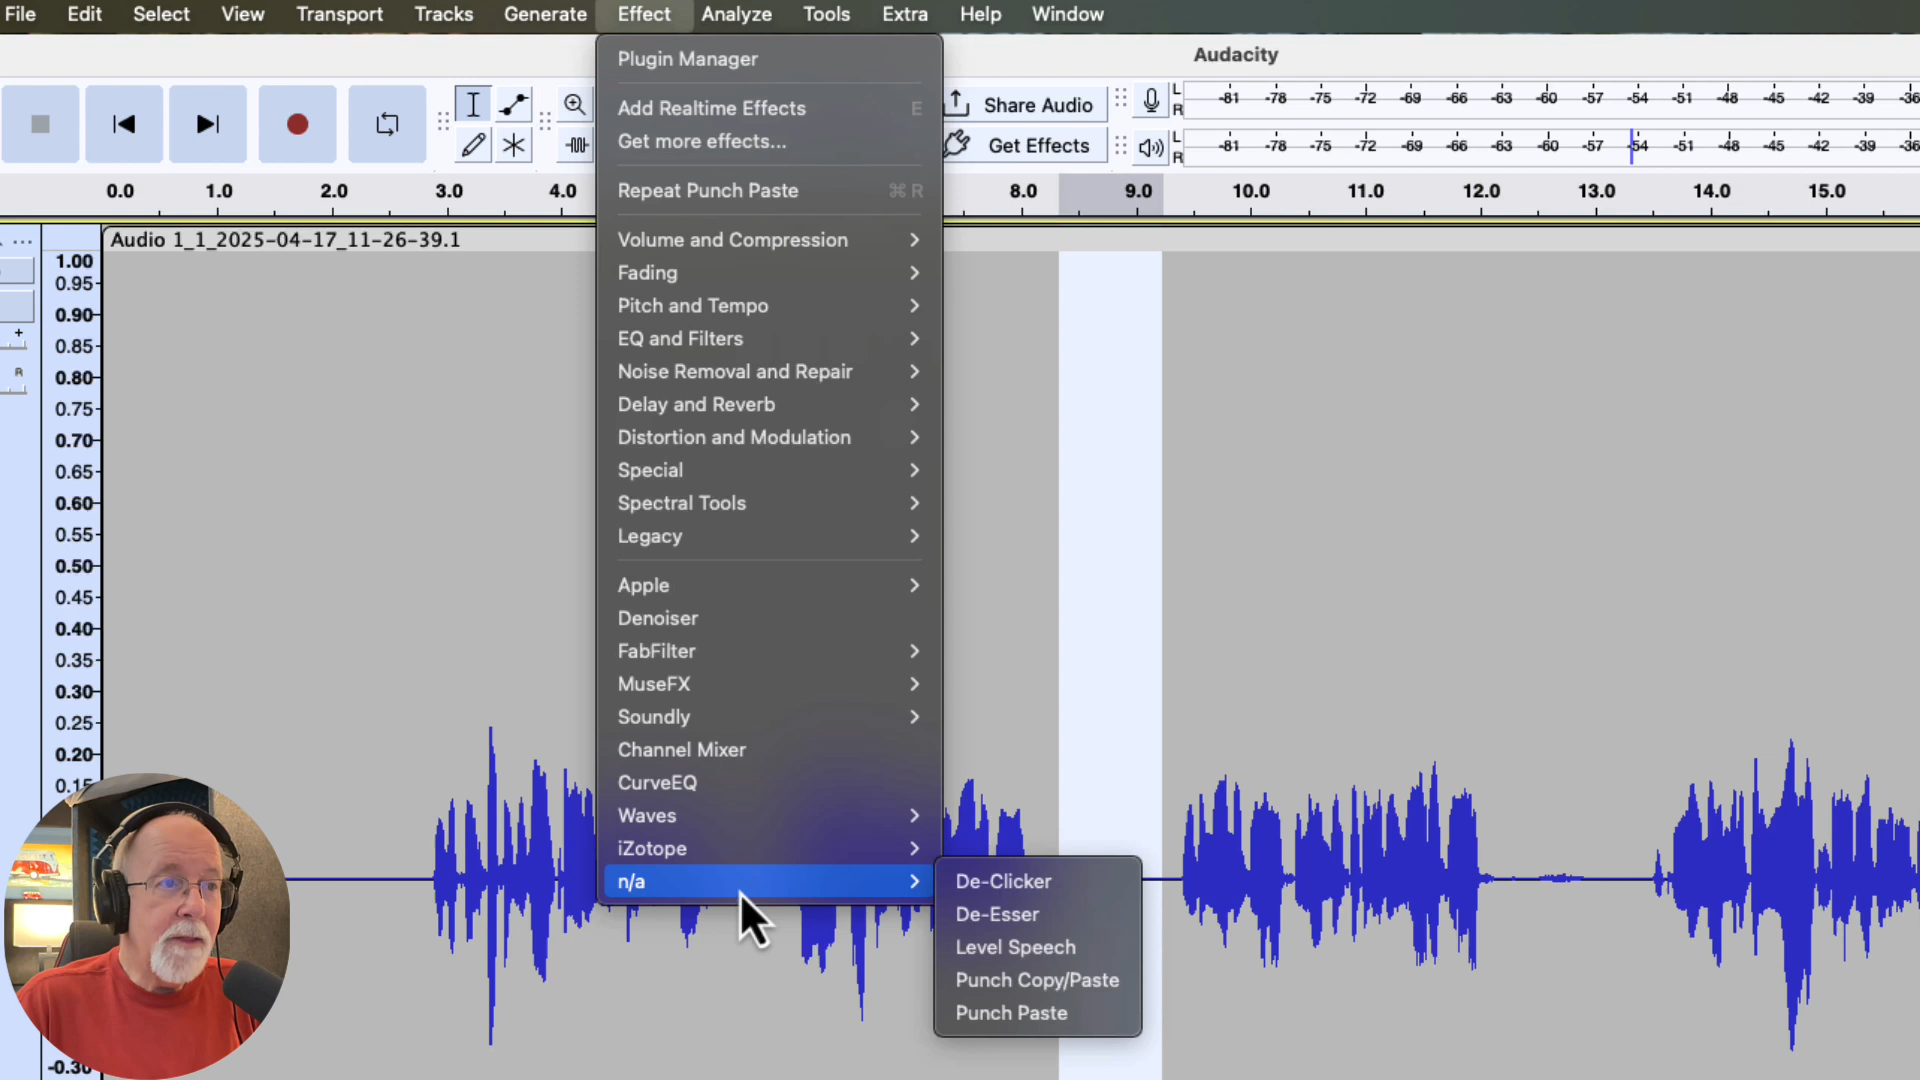 File Edit Select View Transport Tracks Generate Effect Analyze Tools Extra Help Window
Plugin Manager
Audacity
Add Realtime Effects E
Get more effects...
Share Audio
Get Effects
L
R
-81 -78 -75 -72 -69 -66 -63 -60 -57 -54 -51 -48 -45 -42 -39 -36
L
R
-81 -78 -75 -72 -69 -66 -63 -60 -57 -54 -51 -48 -45 -42 -39 -36
Repeat Punch Paste ⌘ R
0.0 1.0 2.0 3.0 4.0 8.0 9.0 10.0 11.0 12.0 13.0 14.0 15.0
Audio 1_1_2025-04-17_11-26-39.1
Volume and Compression
Fading
Pitch and Tempo
EQ and Filters
Noise Removal and Repair
Delay and Reverb
Distortion and Modulation
Special
Spectral Tools
Legacy
Apple
Denoiser
FabFilter
MuseFX
Soundly
Channel Mixer
CurveEQ
Waves
iZotope
n/a
De-Clicker
De-Esser
Level Speech
Punch Copy/Paste
Punch Paste
R
1.00
0.95
0.90
0.85
0.80
0.75
0.70
0.65
0.60
0.55
0.50
0.45
0.40
0.35
0.30
0.25
0.20
0.15
-0.30